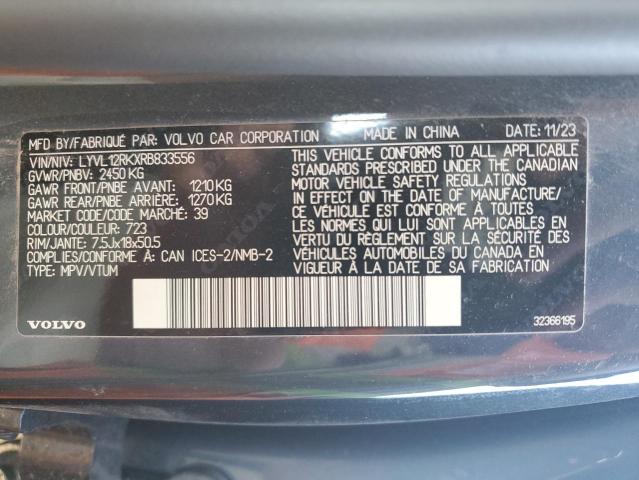 MFD BY/FABRIQUÉ PAR: VOLVO CAR CORPORATION MADE IN CHINA DATE: 11/23
VIN/NIV: LYVL12RKXRB833556
GVWR/PNBV: 2450 KG
GAWR FRONT/PNBE AVANT: 1210 KG
GAWR REAR/PNBE ARRIÈRE: 1270 KG
MARKET CODE/CODE MARCHÉ: 39
COLOUR/COULEUR: 723
RIM/JANTE: 7.5Jx18x50.5
COMPLIES/CONFORME À: CAN ICES-2/NMB-2
TYPE: MPV/VTUM
THIS VEHICLE CONFORMS TO ALL APPLICABLE
STANDARDS PRESCRIBED UNDER THE CANADIAN
MOTOR VEHICLE SAFETY REGULATIONS
IN EFFECT ON THE DATE OF MANUFACTURE/
CE VÉHICULE EST CONFORME À TOUTES
LES NORMES QUI LUI SONT APPLICABLES EN
VERTU DU RÈGLEMENT SUR LA SÉCURITÉ DES
VÉHICULES AUTOMOBILES DU CANADA EN
VIGUEUR À LA DATE DE SA FABRICATION
VOLVO
32366195